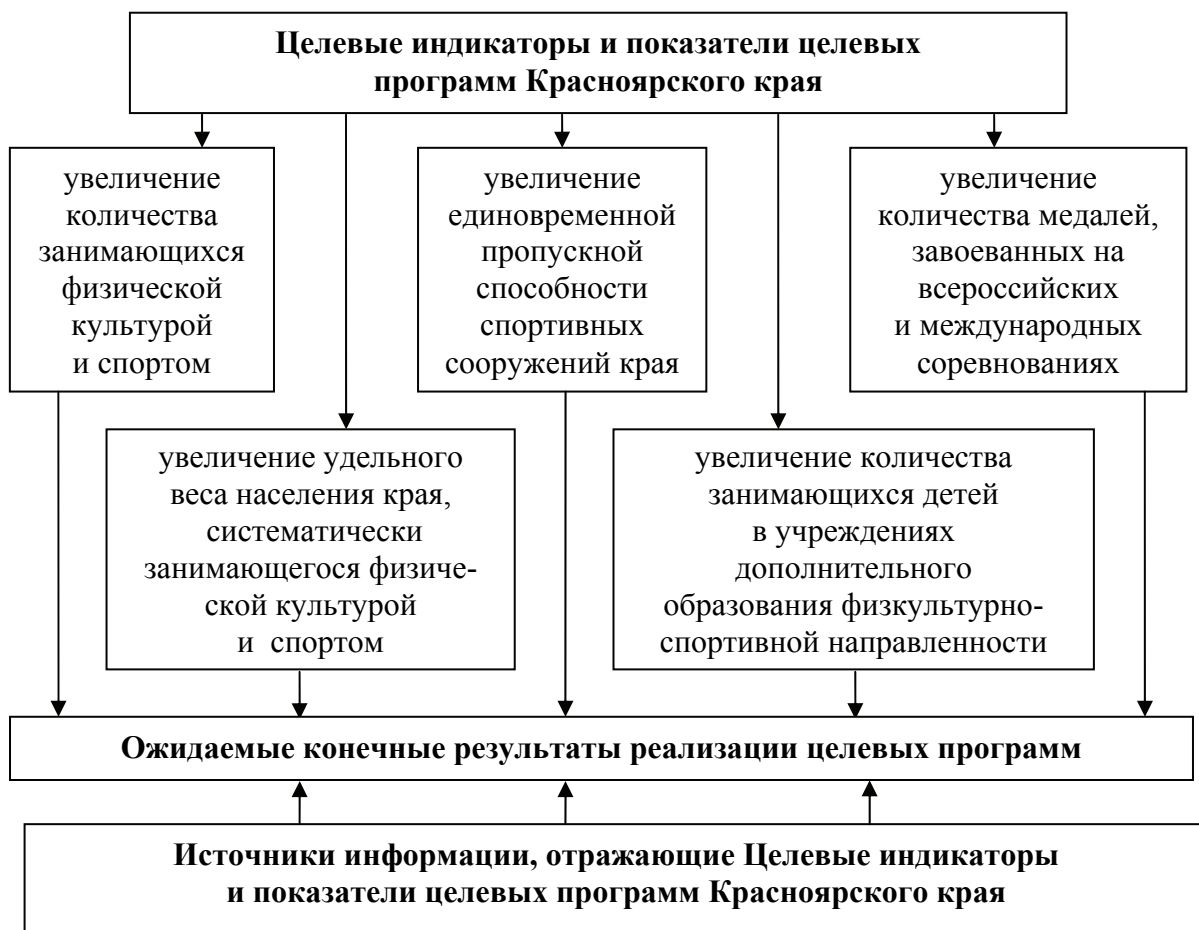 Целевые индикаторы и показатели целевых
программ Красноярского края
увеличение
количества
занимающихся
физической
культурой
и спортом
увеличение
единовременной
пропускной
способности
спортивных
сооружений края
увеличение
количества медалей,
завоеванных на
всероссийских
и международных
соревнованиях
увеличение удельного
веса населения края,
систематически
занимающегося физиче-
ской культурой
и спортом
увеличение количества
занимающихся детей
в учреждениях
дополнительного
образования физкультурно-
спортивной направленности
Ожидаемые конечные результаты реализации целевых программ
Источники информации, отражающие Целевые индикаторы
и показатели целевых программ Красноярского края